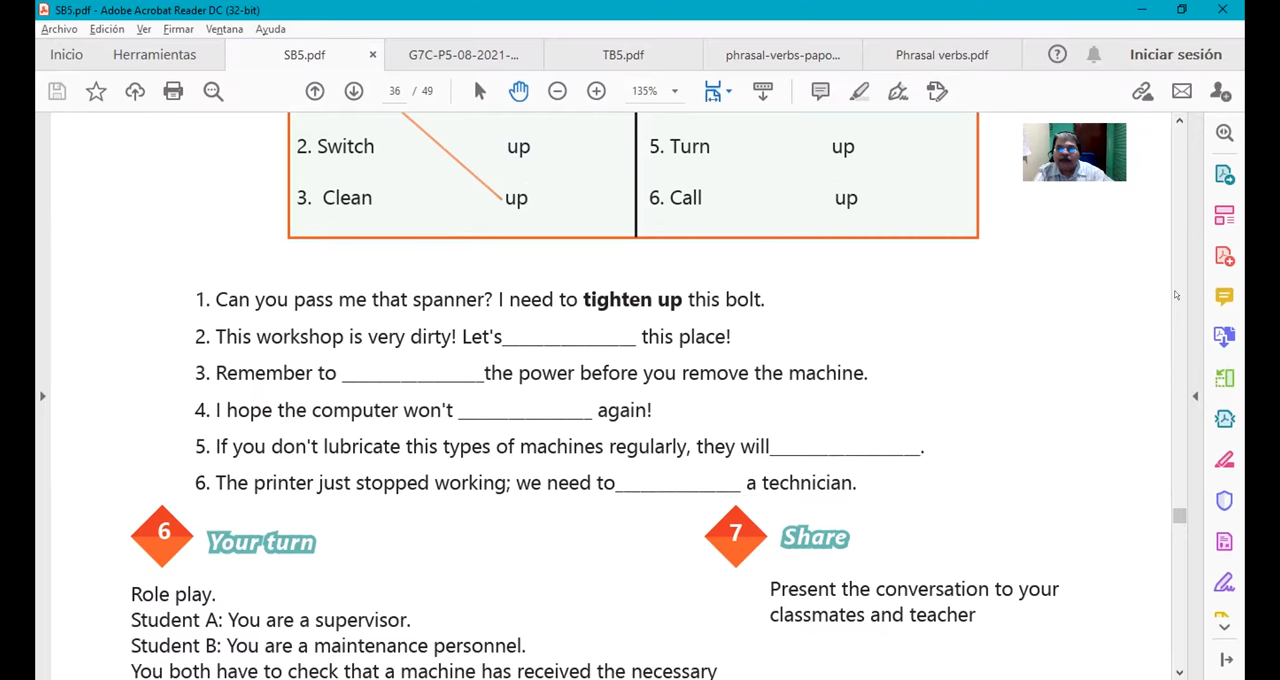 SB5.pdf - Adobe Acrobat Reader DC (32-bit)
Archivo Edición Ver Firmar Ventana Ayuda
Inicio Herramientas SB5.pdf × G7C-P5-08-2021-... TB5.pdf phrasal-verbs-papo... Phrasal verbs.pdf Iniciar sesión
36 / 49 135%
2. Switch up 5. Turn up
3. Clean up 6. Call up
1. Can you pass me that spanner? I need to tighten up this bolt.
2. This workshop is very dirty! Let's_____________ this place!
3. Remember to ______________the power before you remove the machine.
4. I hope the computer won't _____________ again!
5. If you don't lubricate this types of machines regularly, they will_______________.
6. The printer just stopped working; we need to_____________ a technician.
6 Your turn
Role play.
Student A: You are a supervisor.
Student B: You are a maintenance personnel.
You both have to check that a machine has received the necessary
7 Share
Present the conversation to your
classmates and teacher